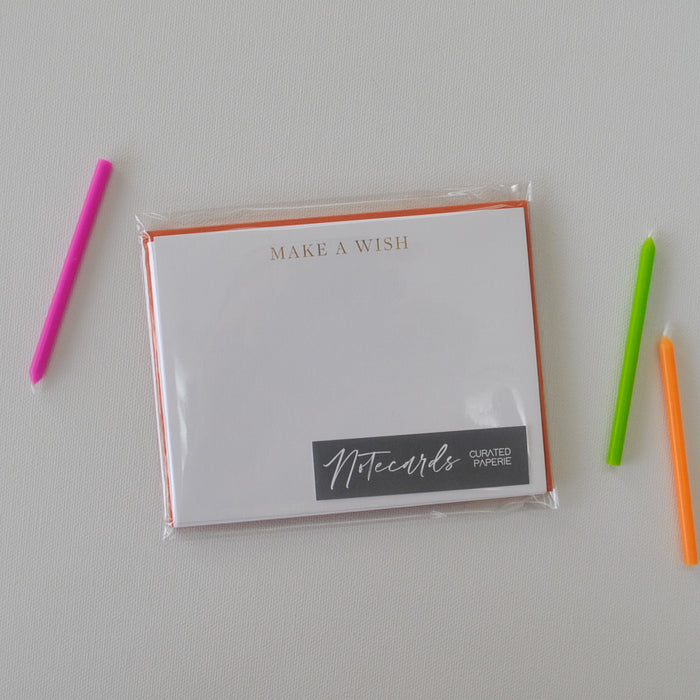 MAKE A WISH
Notecards
CURATED
PAPERIE